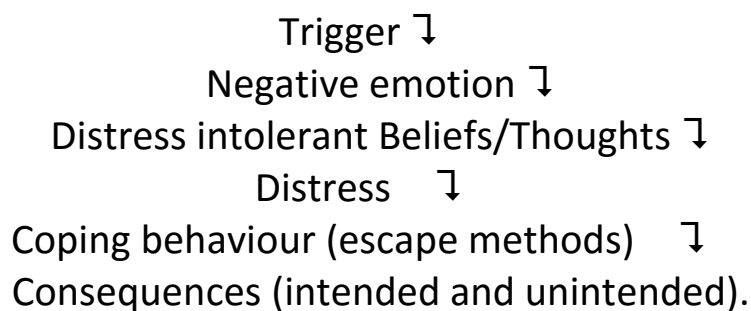 Trigger ↴
Negative emotion ↴
Distress intolerant Beliefs/Thoughts ↴
Distress ↴
Coping behaviour (escape methods) ↴
Consequences (intended and unintended).